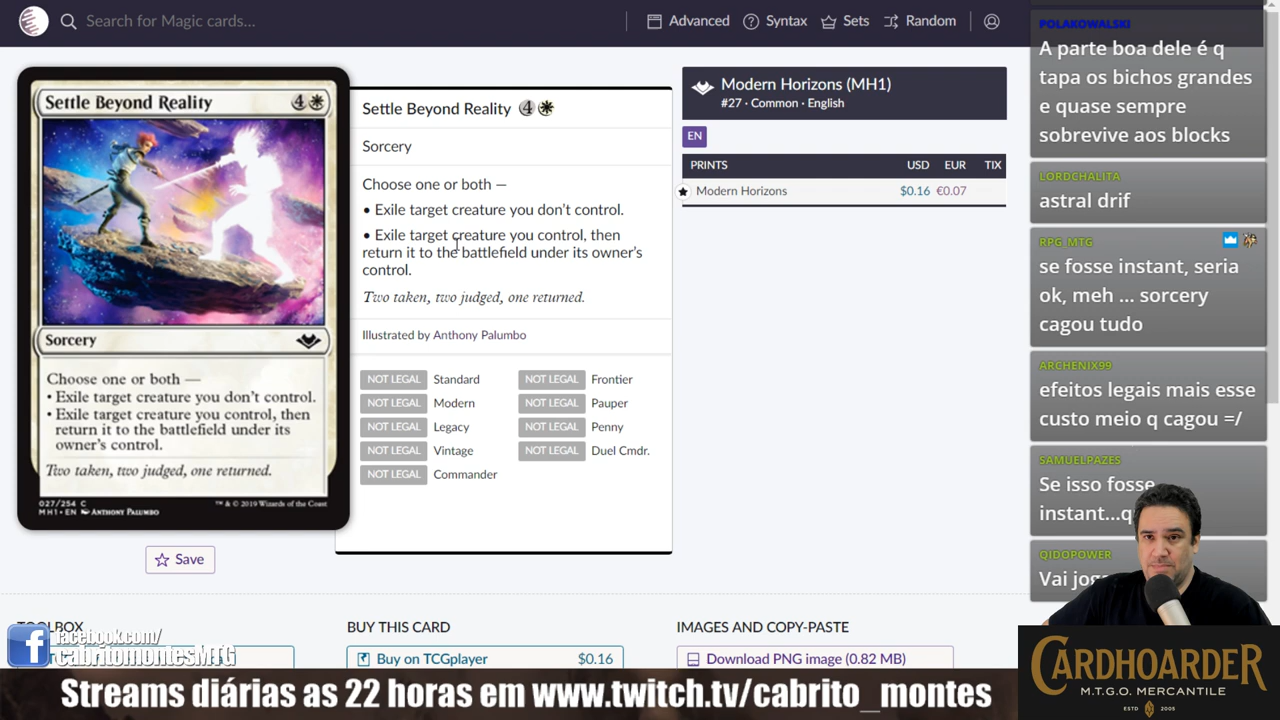 Search for Magic cards…
Advanced
Syntax
Sets
Random
Settle Beyond Reality 4
Sorcery
Choose one or both —
• Exile target creature you don't control.
• Exile target creature you control, then
return it to the battlefield under its
owner's control.
Two taken, two judged, one returned.
027/254 C
MH1 • EN ANTHONY PALUMBO
™ & © 2019 Wizards of the Coast
Save
Settle Beyond Reality 4
Sorcery
Choose one or both —
• Exile target creature you don't control.
• Exile target creature you control, then
return it to the battlefield under its owner's
control.
Two taken, two judged, one returned.
Illustrated by Anthony Palumbo
NOT LEGAL Standard NOT LEGAL Frontier
NOT LEGAL Modern NOT LEGAL Pauper
NOT LEGAL Legacy NOT LEGAL Penny
NOT LEGAL Vintage NOT LEGAL Duel Cmdr.
NOT LEGAL Commander
Modern Horizons (MH1)
#27 · Common · English
EN
PRINTS USD EUR TIX
Modern Horizons $0.16 €0.07
POLAKOWALSKI
A parte boa dele é q
tapa os bichos grandes
e quase sempre
sobrevive aos blocks
LORDCHALITA
astral drif
RPG_MTG
se fosse instant, seria
ok, meh ... sorcery
cagou tudo
ARCHENIX99
efeitos legais mais esse
custo meio q cagou =/
SAMUELPAZES
Se isso fosse
instant...q
QIDOPOWER
Vai
BUY THIS CARD
Buy on TCGplayer $0.16
IMAGES AND COPY-PASTE
Download PNG image (0.82 MB)
facebook.com/
cabritomontesMTG
Streams diárias as 22 horas em www.twitch.tv/cabrito_montes
CARDHOARDER
M.T.G.O. MERCANTILE
ESTD 2005